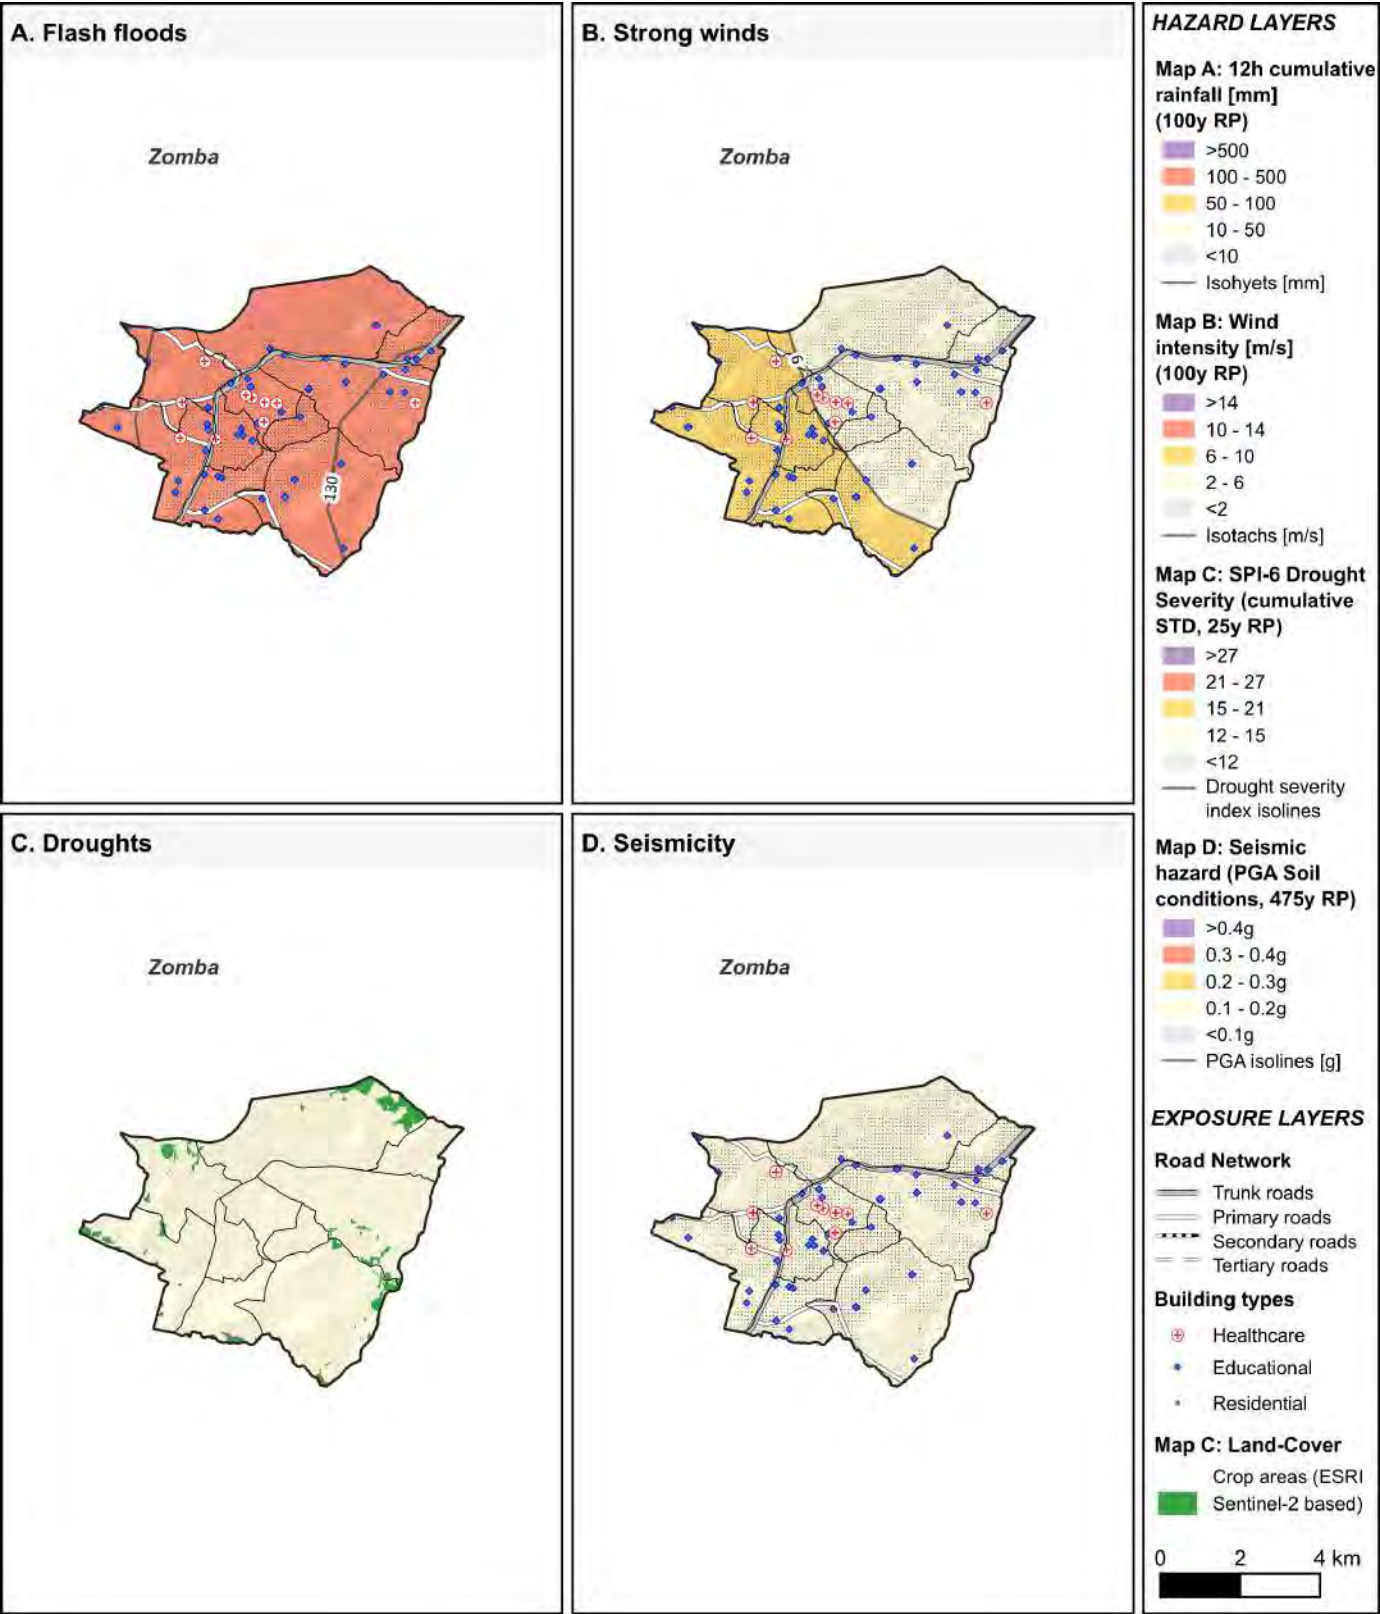 A. Flash floods
Zomba
130
B. Strong winds
Zomba
6
C. Droughts
Zomba
D. Seismicity
Zomba
HAZARD LAYERS
Map A: 12h cumulative
rainfall [mm]
(100y RP)
>500
100 - 500
50 - 100
10 - 50
<10
Isohyets [mm]
Map B: Wind
intensity [m/s]
(100y RP)
>14
10 - 14
6 - 10
2 - 6
<2
Isotachs [m/s]
Map C: SPI-6 Drought
Severity (cumulative
STD, 25y RP)
>27
21 - 27
15 - 21
12 - 15
<12
Drought severity
index isolines
Map D: Seismic
hazard (PGA Soil
conditions, 475y RP)
>0.4g
0.3 - 0.4g
0.2 - 0.3g
0.1 - 0.2g
<0.1g
PGA isolines [g]
EXPOSURE LAYERS
Road Network
Trunk roads
Primary roads
Secondary roads
Tertiary roads
Building types
Healthcare
Educational
Residential
Map C: Land-Cover
Crop areas (ESRI
Sentinel-2 based)
0 2 4 km